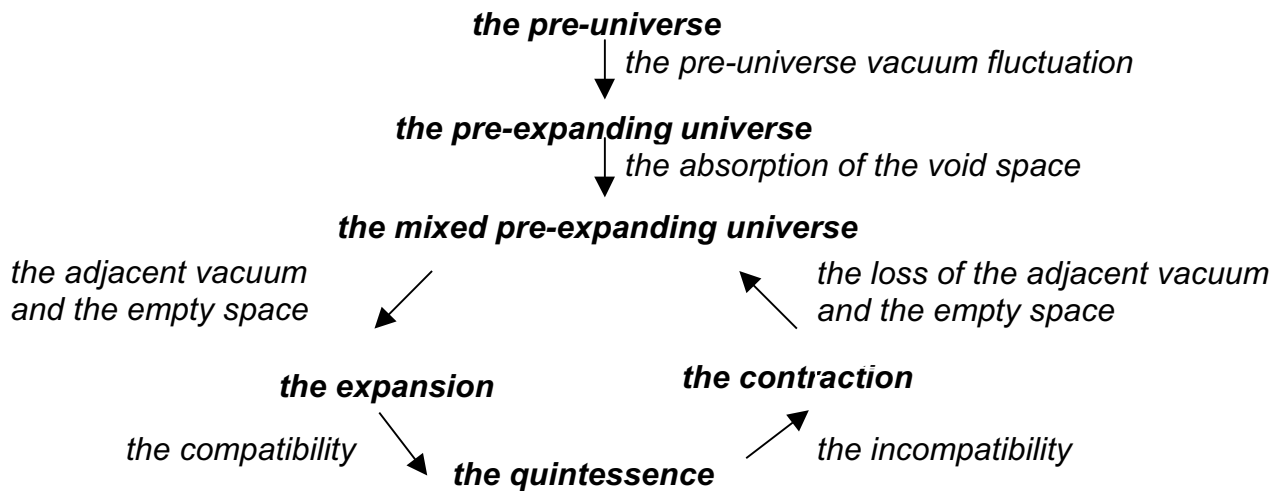 the pre-universe
the pre-universe vacuum fluctuation
the pre-expanding universe
the absorption of the void space
the mixed pre-expanding universe
the adjacent vacuum
and the empty space
the loss of the adjacent vacuum
and the empty space
the expansion
the contraction
the compatibility
the incompatibility
the quintessence